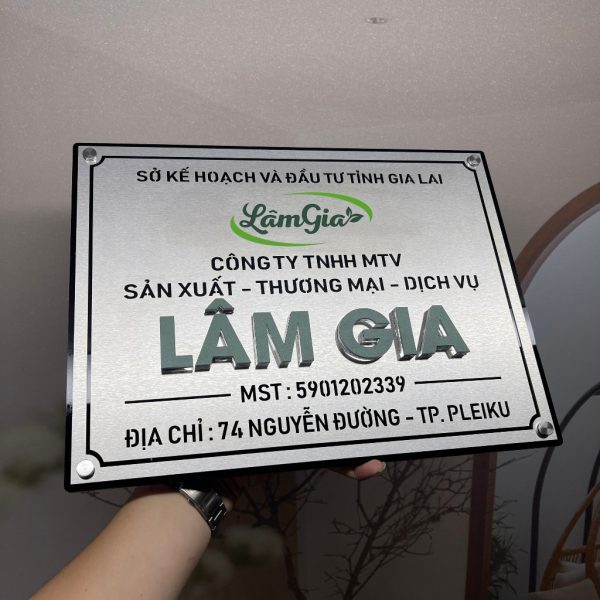 SỞ KẾ HOẠCH VÀ ĐẦU TƯ TỈNH GIA LAI
LâmGia
CÔNG TY TNHH MTV
SẢN XUẤT - THƯƠNG MẠI - DỊCH VỤ
LÂM GIA
MST : 5901202339
ĐỊA CHỈ : 74 NGUYỄN ĐƯỜNG - TP. PLEIKU